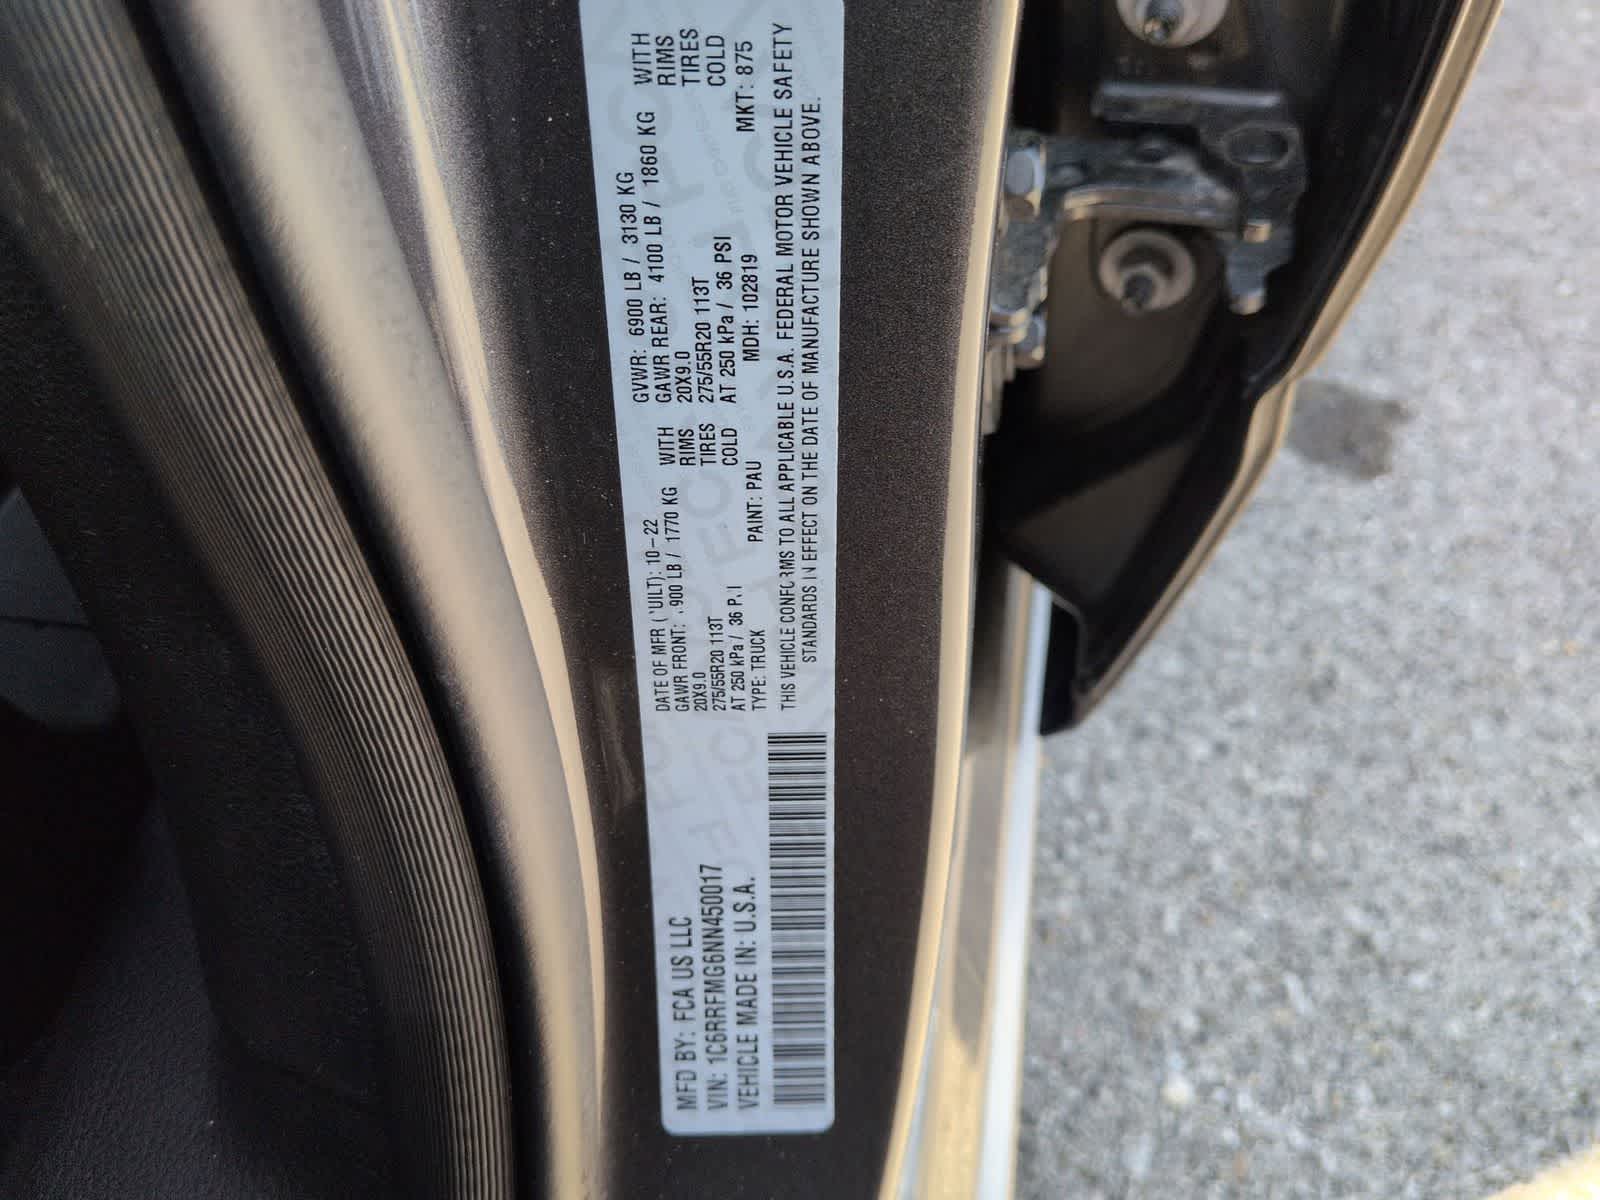 MFD BY: FCA US LLC
VIN: 1C6RRFMG6NN450017
VEHICLE MADE IN: U.S.A.
DATE OF MFR ( UILT): 10-22 GVWR: 6900 LB / 3130 KG
GAWR FRONT: .900 LB / 1770 KG WITH GAWR REAR: 4100 LB / 1860 KG WITH
20X9.0 RIMS 20X9.0 RIMS
275/55R20 113T TIRES 275/55R20 113T TIRES
AT 250 kPa / 36 P.I COLD AT 250 kPa / 36 PSI COLD
TYPE: TRUCK PAINT: PAU MDH: 102819 MKT: 875
THIS VEHICLE CONFORMS TO ALL APPLICABLE U.S.A. FEDERAL MOTOR VEHICLE SAFETY
STANDARDS IN EFFECT ON THE DATE OF MANUFACTURE SHOWN ABOVE.